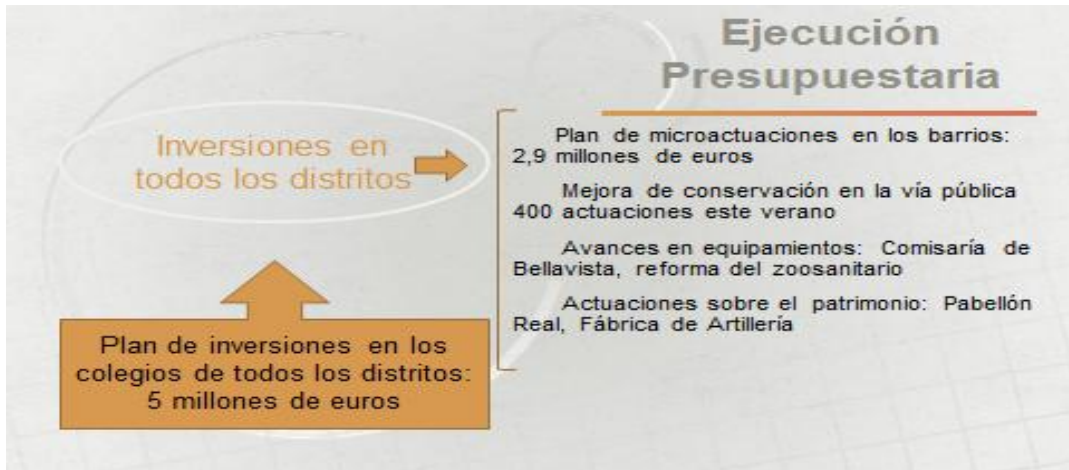 Ejecución
Presupuestaria
Inversiones en
todos los distritos
Plan de microactuaciones en los barrios:
2,9 millones de euros
Mejora de conservación en la vía pública
400 actuaciones este verano
Avances en equipamientos: Comisaría de
Bellavista, reforma del zoosanitario
Actuaciones sobre el patrimonio: Pabellón
Real, Fábrica de Artillería
Plan de inversiones en los
colegios de todos los distritos:
5 millones de euros